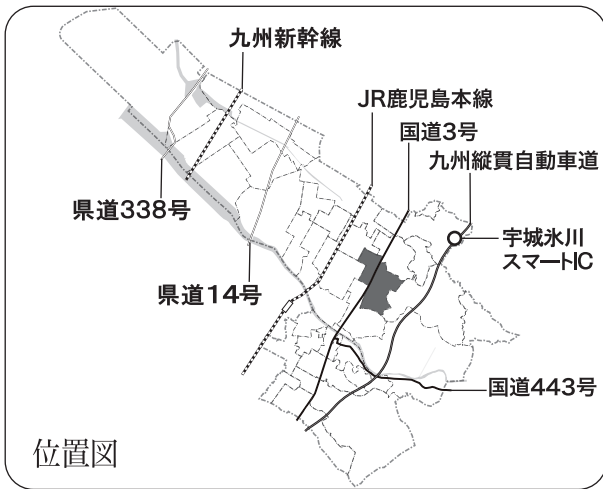 九州新幹線
JR鹿児島本線
国道3号
九州縦貫自動車道
県道338号
宇城氷川
スマートIC
県道14号
国道443号
位置図